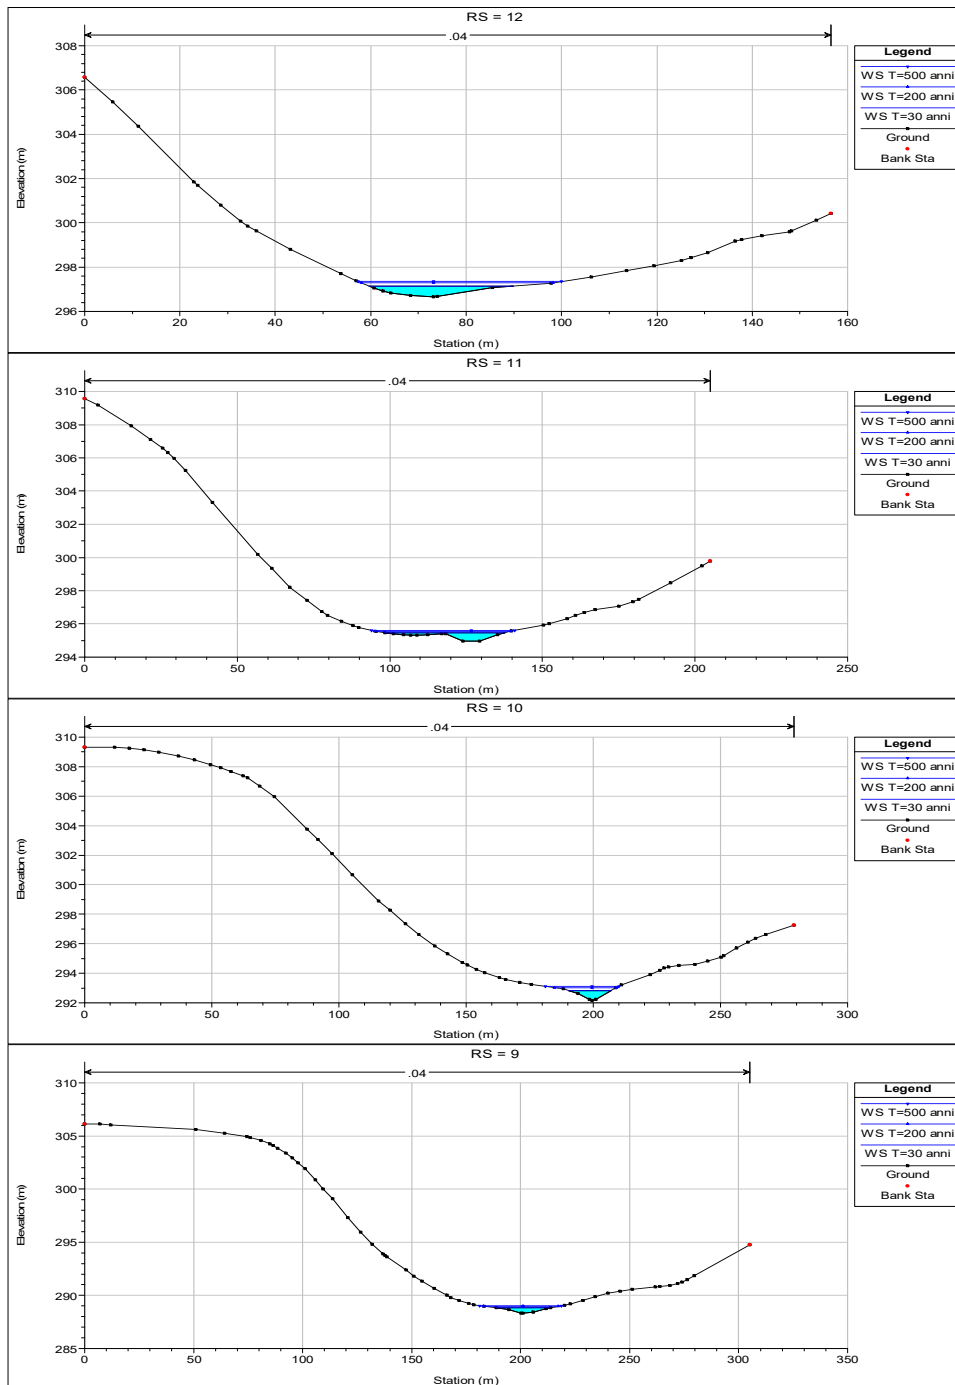 RS = 12
.04
308
306
304
302
300
298
296
0 20 40 60 80 100 120 140 160
Elevation (m)
Station (m)
Legend
WS T=500 anni
WS T=200 anni
WS T=30 anni
Ground
Bank Sta
RS = 11
.04
310
308
306
304
302
300
298
296
294
0 50 100 150 200 250
Elevation (m)
Station (m)
Legend
WS T=500 anni
WS T=200 anni
WS T=30 anni
Ground
Bank Sta
RS = 10
.04
310
308
306
304
302
300
298
296
294
292
0 50 100 150 200 250 300
Elevation (m)
Station (m)
Legend
WS T=500 anni
WS T=200 anni
WS T=30 anni
Ground
Bank Sta
RS = 9
.04
310
305
300
295
290
285
0 50 100 150 200 250 300 350
Elevation (m)
Station (m)
Legend
WS T=500 anni
WS T=200 anni
WS T=30 anni
Ground
Bank Sta